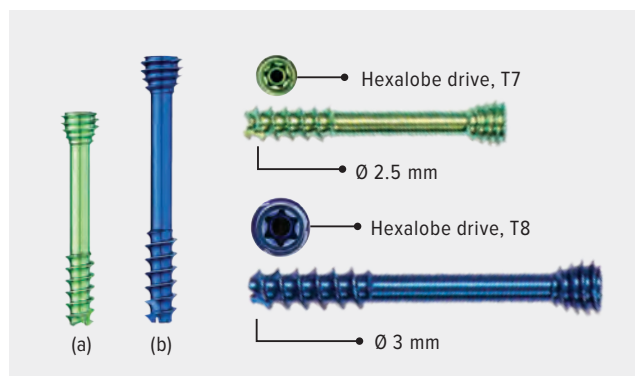 Hexalobe drive, T7
Ø 2.5 mm
Hexalobe drive, T8
Ø 3 mm
(a) (b)